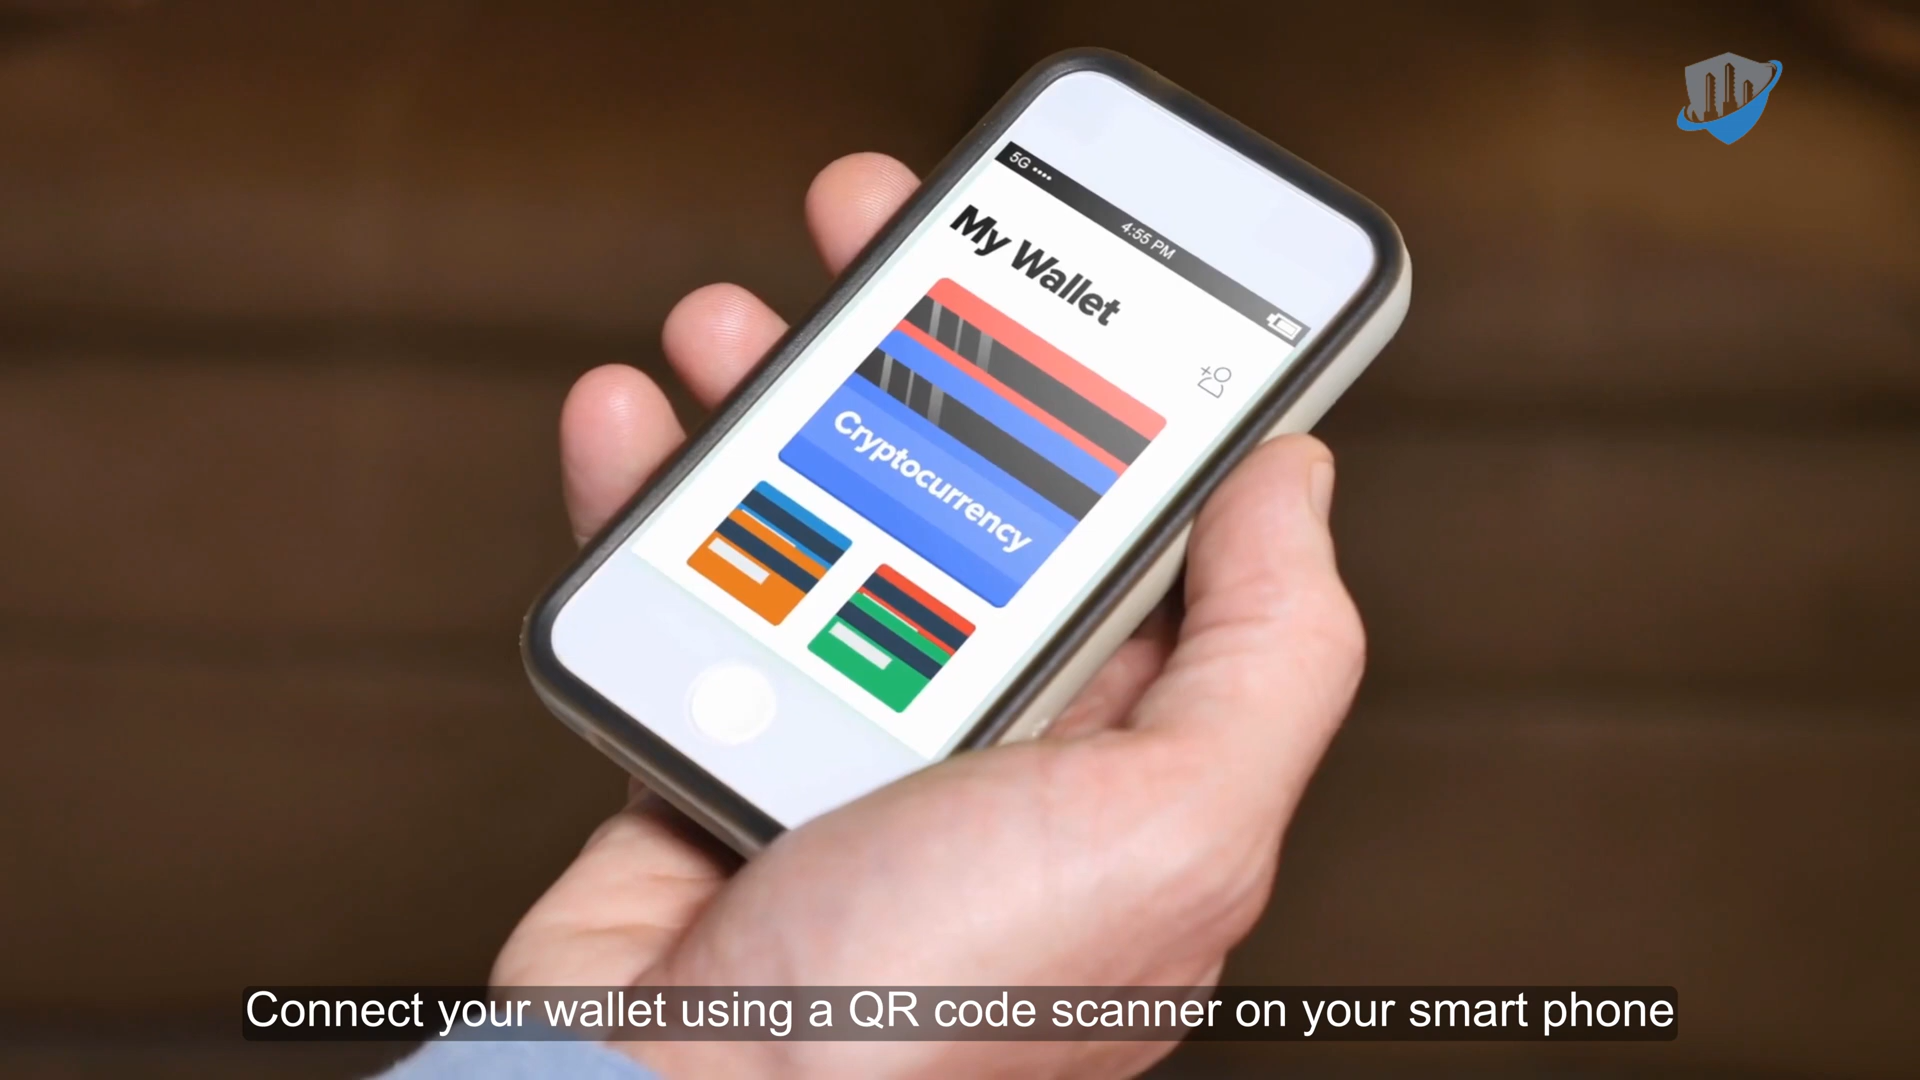 5G
4:55 PM
My Wallet
Cryptocurrency
Connect your wallet using a QR code scanner on your smart phone